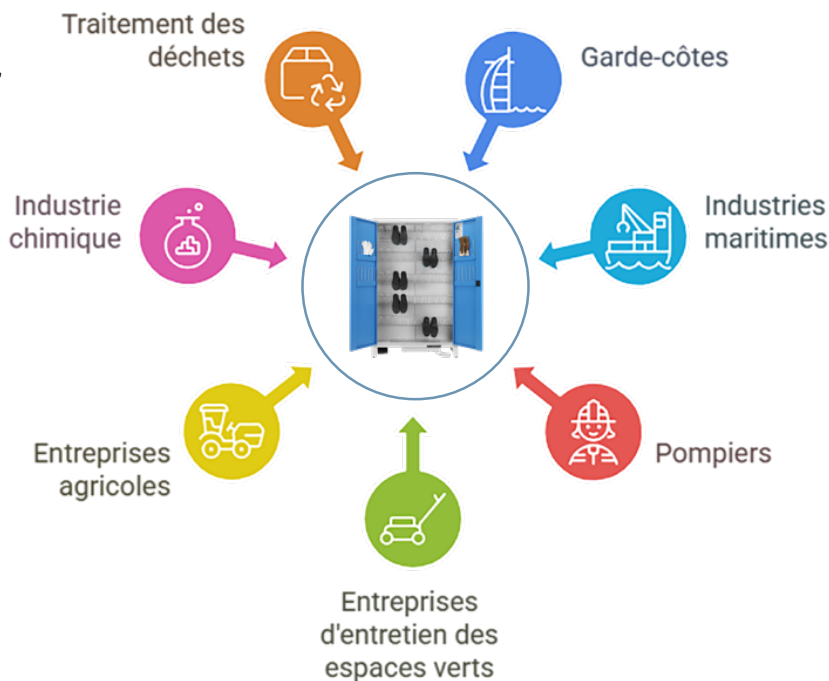 Traitement des
déchets
Garde-côtes
Industrie
chimique
Industries
maritimes
Entreprises
agricoles
Pompiers
Entreprises
d'entretien des
espaces verts